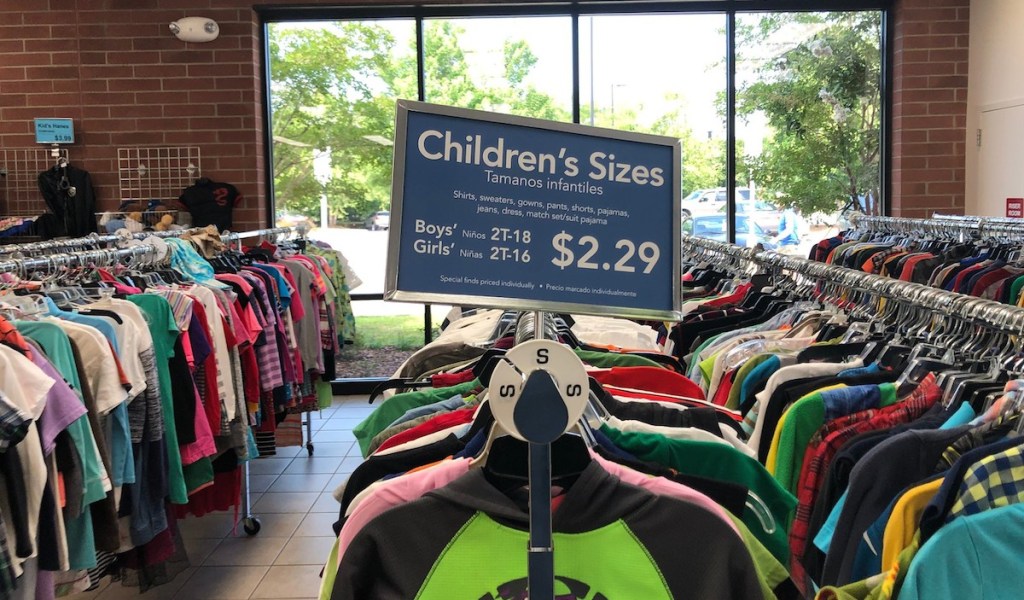 Kid's Hanes
$3.99
Children's Sizes
Tamanos infantiles
Shirts, sweaters, gowns, pants, shorts, pajamas,
jeans, dress, match set/suit pajama
Boys' Niños 2T-18
Girls' Niñas 2T-16
$2.29
Special finds priced individually • Precio marcado individualmente
S
S
S
ROOM